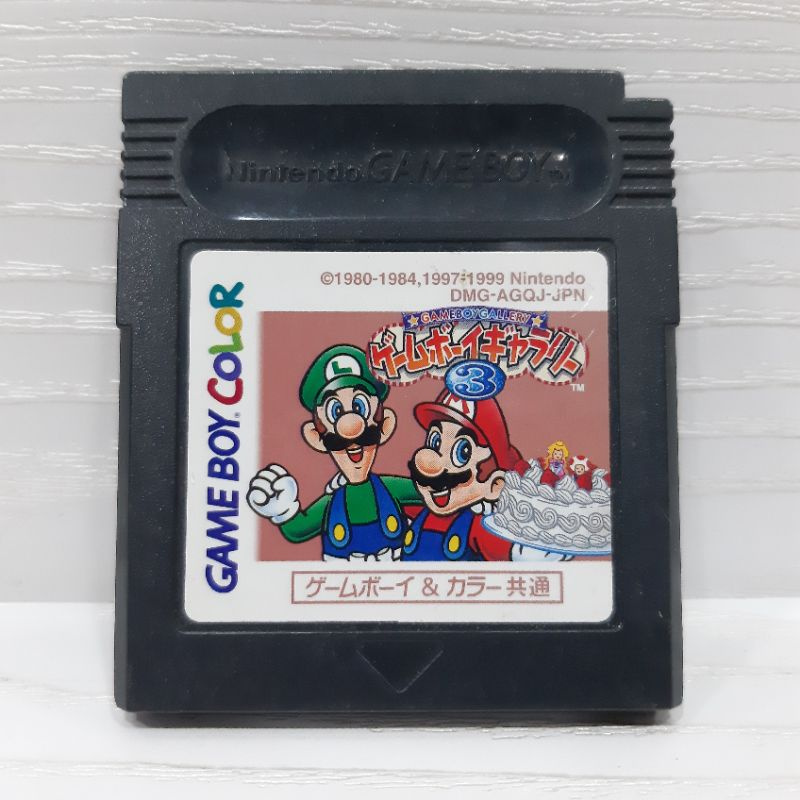 Nintendo GAME BOY™
©1980-1984,1997-1999 Nintendo
DMG-AGQJ-JPN
GAMEBOYGALLERY
ゲームボーイギャラリー
3
™
L
M
GAME BOY COLOR
ゲームボーイ & カラー共通